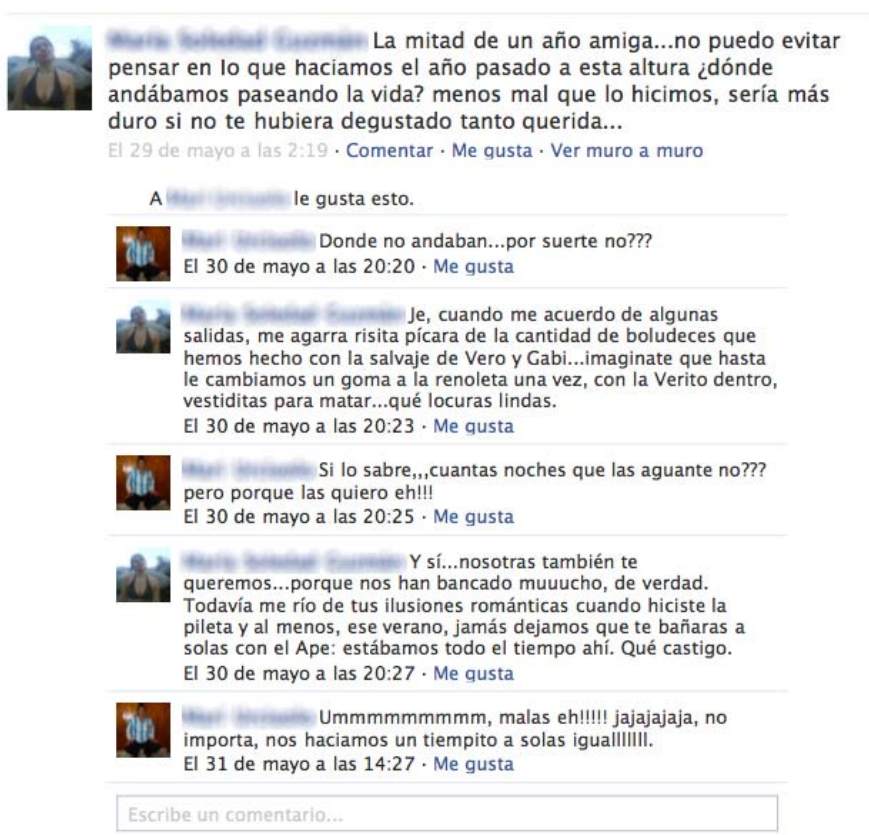 La mitad de un año amiga...no puedo evitar
pensar en lo que haciamos el año pasado a esta altura ¿dónde
andábamos paseando la vida? menos mal que lo hicimos, sería más
duro si no te hubiera degustado tanto querida...
El 29 de mayo a las 2:19 · Comentar · Me gusta · Ver muro a muro
A le gusta esto.
Donde no andaban...por suerte no???
El 30 de mayo a las 20:20 · Me gusta
Je, cuando me acuerdo de algunas
salidas, me agarra risita pícara de la cantidad de boludeces que
hemos hecho con la salvaje de Vero y Gabi...imaginate que hasta
le cambiamos un goma a la renoleta una vez, con la Verito dentro,
vestiditas para matar...qué locuras lindas.
El 30 de mayo a las 20:23 · Me gusta
Si lo sabre,,,cuantas noches que las aguante no???
pero porque las quiero eh!!!
El 30 de mayo a las 20:25 · Me gusta
Y sí...nosotras también te
queremos...porque nos han bancado muuucho, de verdad.
Todavía me río de tus ilusiones románticas cuando hiciste la
pileta y al menos, ese verano, jamás dejamos que te bañaras a
solas con el Ape: estábamos todo el tiempo ahí. Qué castigo.
El 30 de mayo a las 20:27 · Me gusta
Ummmmmmmmm, malas eh!!!!! jajajajaja, no
importa, nos haciamos un tiempito a solas igualllllll.
El 31 de mayo a las 14:27 · Me gusta
Escribe un comentario...